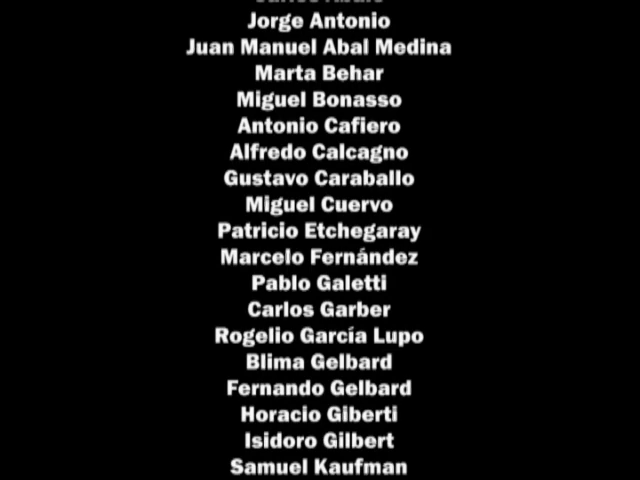 Jorge Antonio
Juan Manuel Abal Medina
Marta Behar
Miguel Bonasso
Antonio Cafiero
Alfredo Calcagno
Gustavo Caraballo
Miguel Cuervo
Patricio Etchegaray
Marcelo Fernández
Pablo Galetti
Carlos Garber
Rogelio García Lupo
Blima Gelbard
Fernando Gelbard
Horacio Giberti
Isidoro Gilbert
Samuel Kaufman